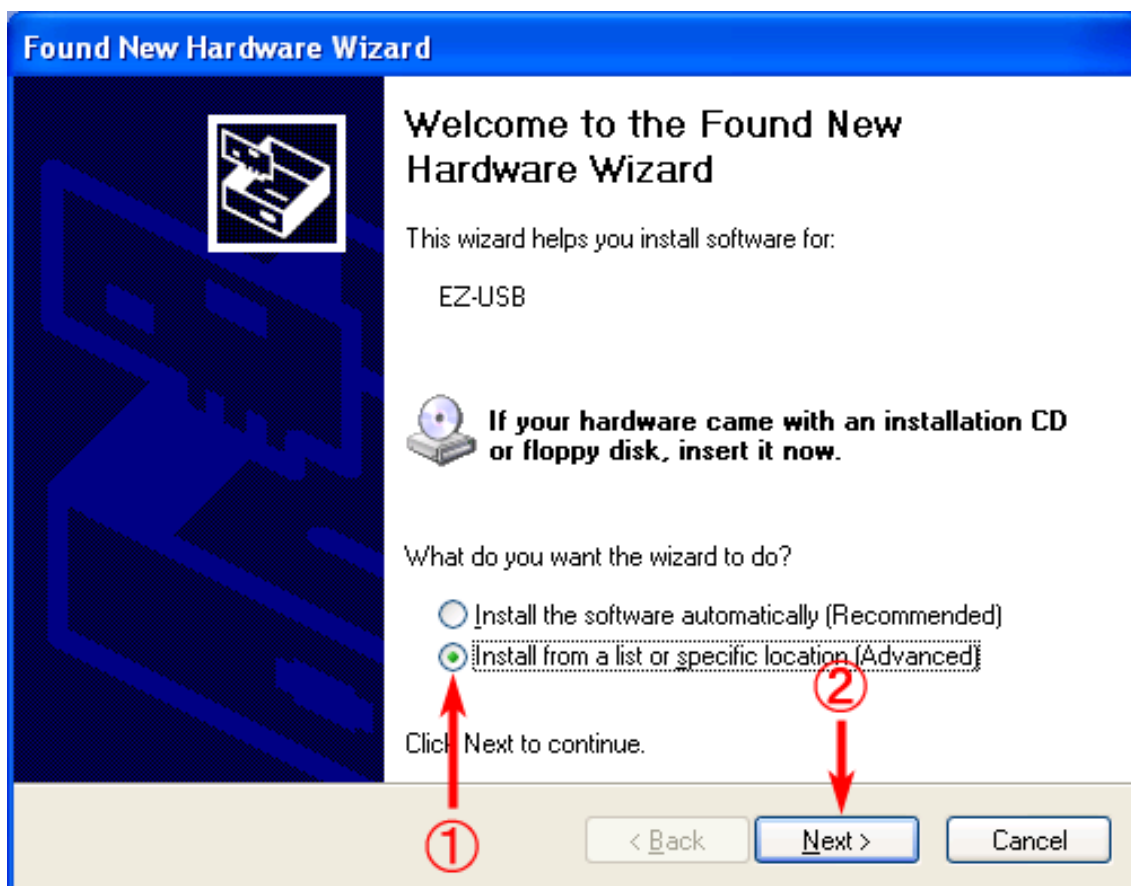 Found New Hardware Wizard
Welcome to the Found New
Hardware Wizard
This wizard helps you install software for:
EZ-USB
If your hardware came with an installation CD
or floppy disk, insert it now.
What do you want the wizard to do?
Install the software automatically (Recommended)
Install from a list or specific location (Advanced)
②
Click Next to continue.
①
< Back
Next >
Cancel